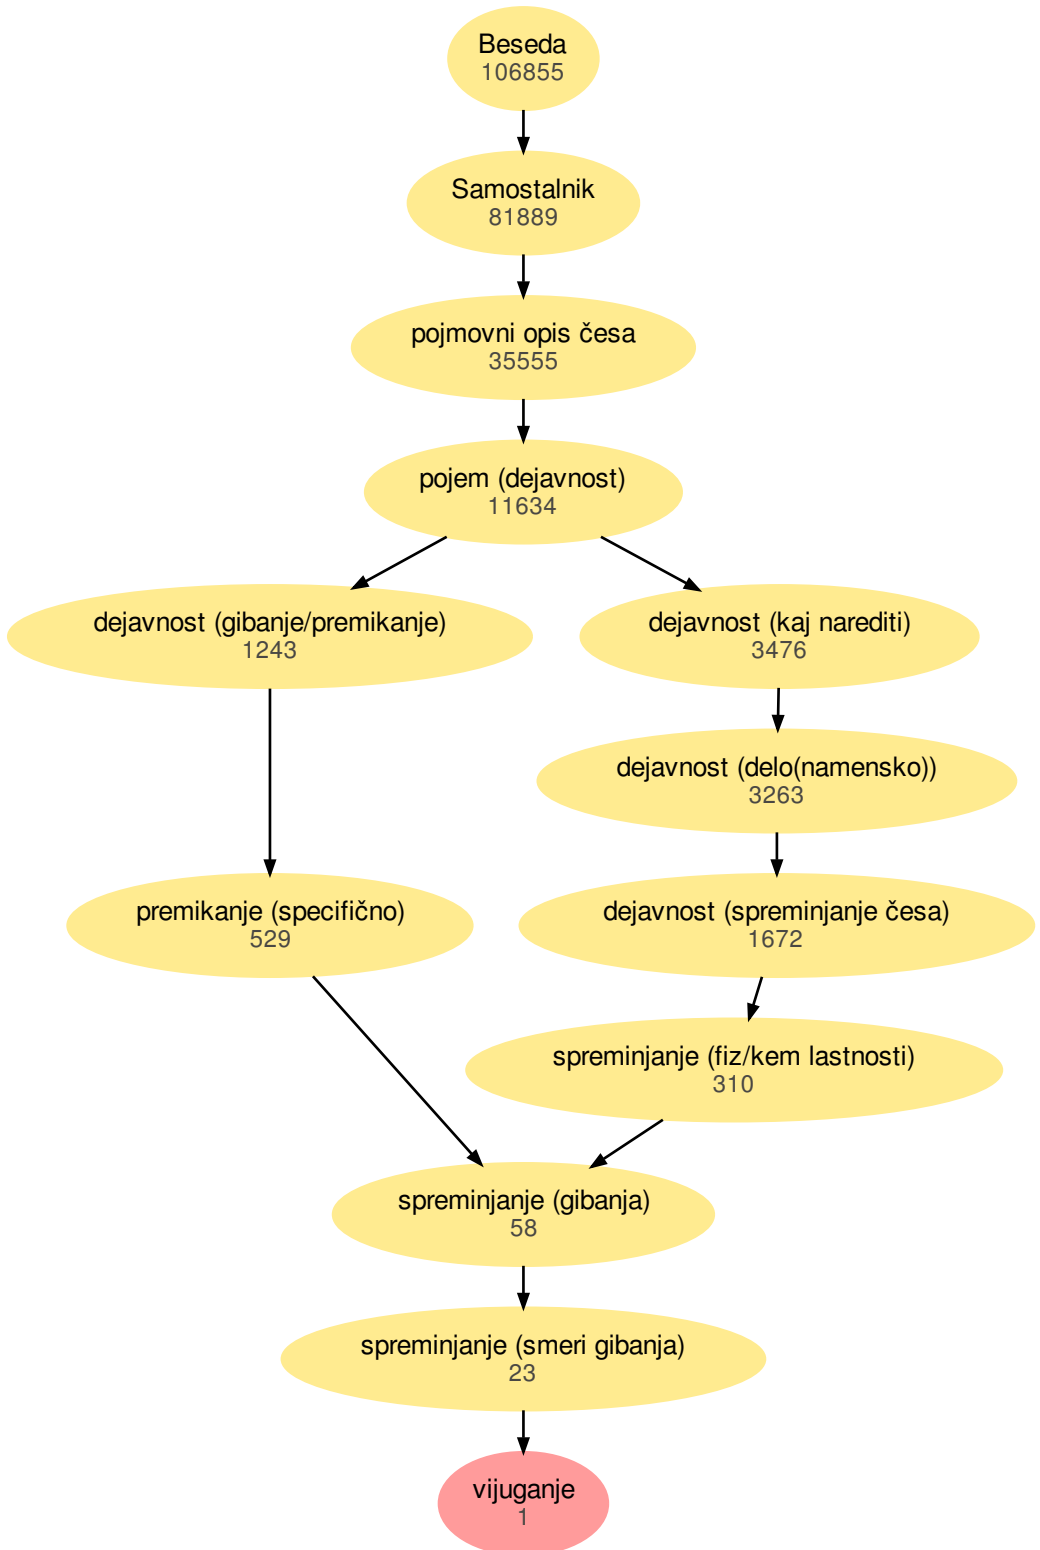 Beseda
106855
Samostalnik
81889
pojmovni opis česa
35555
pojem (dejavnost)
11634
dejavnost (gibanje/premikanje)
1243
dejavnost (kaj narediti)
3476
dejavnost (delo(namensko))
3263
premikanje (specifično)
529
dejavnost (spreminjanje česa)
1672
spreminjanje (fiz/kem lastnosti)
310
spreminjanje (gibanja)
58
spreminjanje (smeri gibanja)
23
vijuganje
1